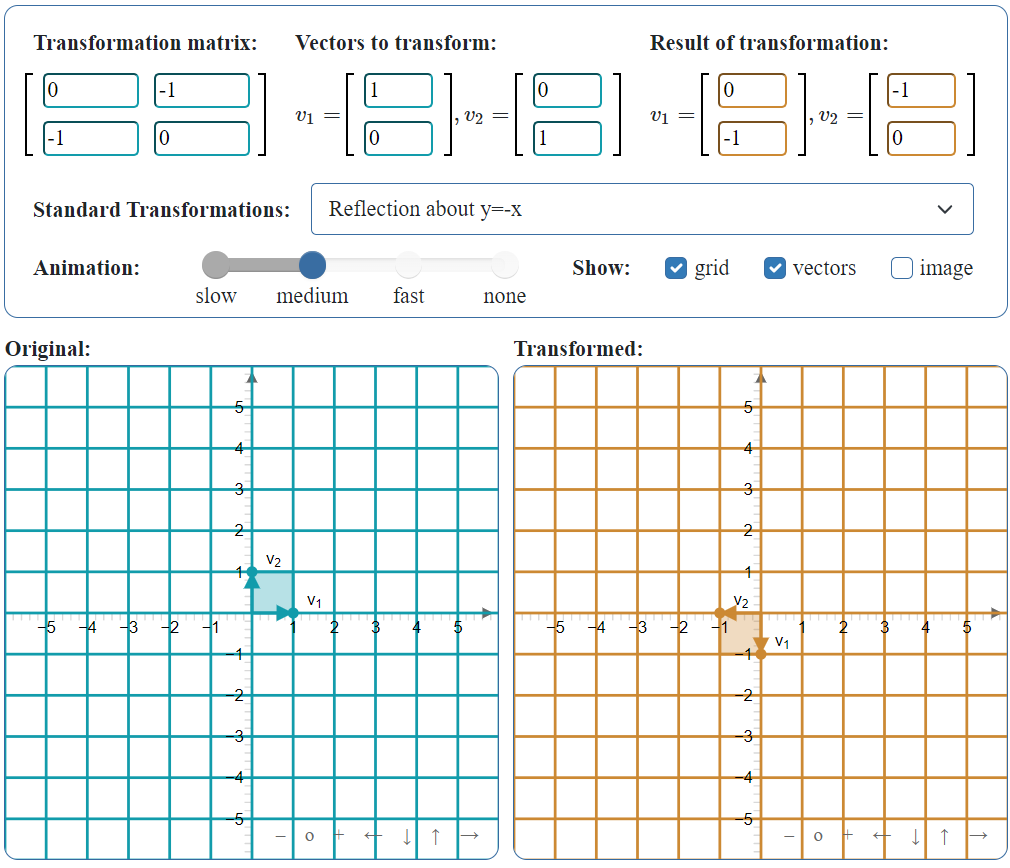 Transformation matrix: Vectors to transform: Result of transformation:
0 -1 1 0 0 -1
v1 = , v2 = v1 = , v2 =
-1 0 0 1 -1 0
Standard Transformations: Reflection about y=-x
Animation: Show: grid vectors image
slow medium fast none
Original: Transformed:
5 5
4 4
3 3
2 2
v2
1 1
v1 v2
−5 −4 −3 −2 −1 1 2 3 4 5 −5 −4 −3 −2 −1 1 2 3 4 5
v1
−1 −1
−2 −2
−3 −3
−4 −4
−5 −5
− o + ← ↓ ↑ → − o + ← ↓ ↑ →